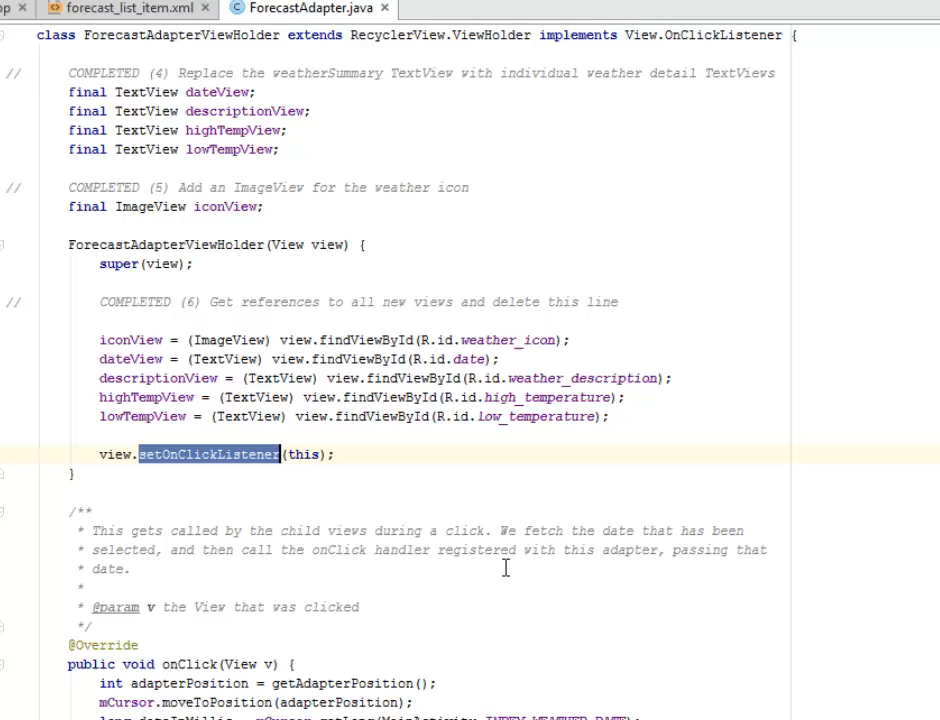 pp × forecast_list_item.xml × C ForecastAdapter.java ×
class ForecastAdapterViewHolder extends RecyclerView.ViewHolder implements View.OnClickListener {
// COMPLETED (4) Replace the weatherSummary TextView with individual weather detail TextViews
final TextView dateView;
final TextView descriptionView;
final TextView highTempView;
final TextView lowTempView;
// COMPLETED (5) Add an ImageView for the weather icon
final ImageView iconView;
ForecastAdapterViewHolder(View view) {
super(view);
// COMPLETED (6) Get references to all new views and delete this line
iconView = (ImageView) view.findViewById(R.id.weather_icon);
dateView = (TextView) view.findViewById(R.id.date);
descriptionView = (TextView) view.findViewById(R.id.weather_description);
highTempView = (TextView) view.findViewById(R.id.high_temperature);
lowTempView = (TextView) view.findViewById(R.id.low_temperature);
view.setOnClickListener(this);
}
/**
* This gets called by the child views during a click. We fetch the date that has been
* selected, and then call the onClick handler registered with this adapter, passing that
* date.
*
* @param v the View that was clicked
*/
@Override
public void onClick(View v) {
int adapterPosition = getAdapterPosition();
mCursor.moveToPosition(adapterPosition);
long dateInMillis = mCursor.getLong(MainActivity.INDEX_WEATHER_DATE);